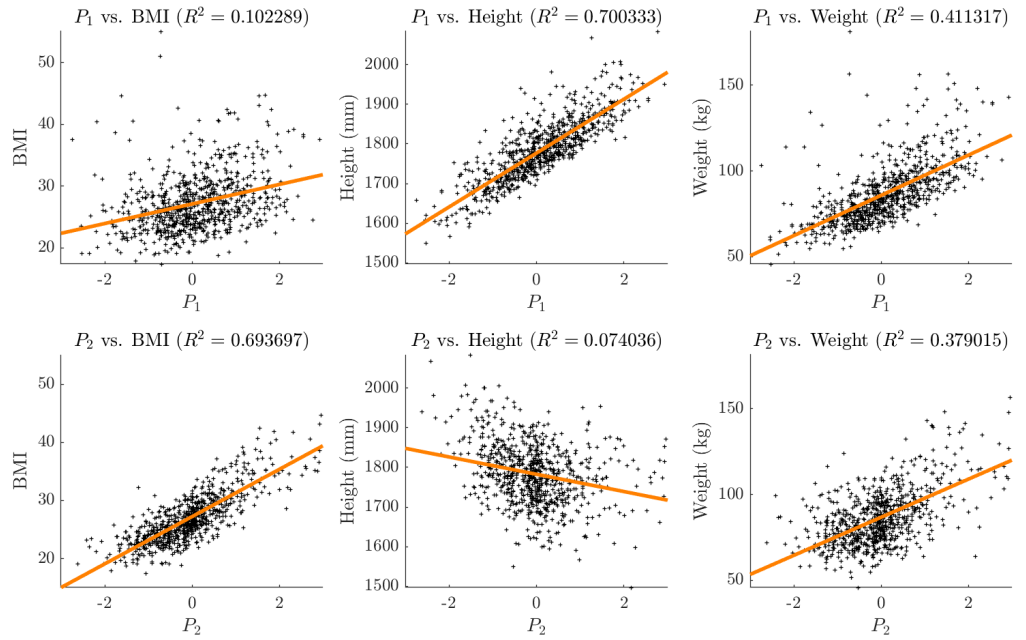 P₁ vs. BMI (R² = 0.102289)
50
40
30
20
BMI
-2 0 2
P₁
P₁ vs. Height (R² = 0.700333)
2000
1900
1800
1700
1600
1500
Height (mm)
-2 0 2
P₁
P₁ vs. Weight (R² = 0.411317)
150
100
50
Weight (kg)
-2 0 2
P₁
P₂ vs. BMI (R² = 0.693697)
50
40
30
20
BMI
-2 0 2
P₂
P₂ vs. Height (R² = 0.074036)
2000
1900
1800
1700
1600
1500
Height (mm)
-2 0 2
P₂
P₂ vs. Weight (R² = 0.379015)
150
100
50
Weight (kg)
-2 0 2
P₂